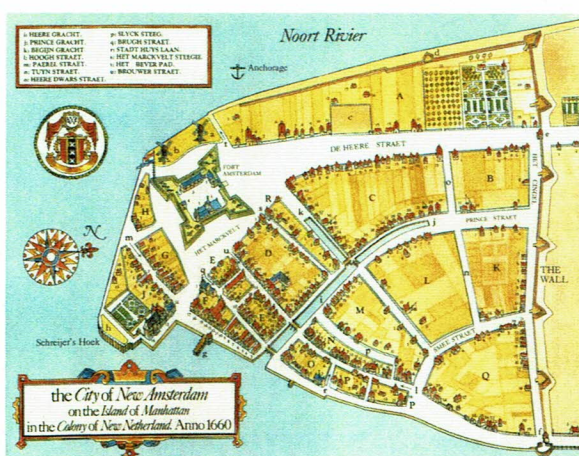 i: HEERE GRACHT.
j: PRINCE GRACHT.
k: BEGIJN GRACHT
l: HOOGH STRAET.
m: PAEREL STRAET.
n: TUYN STRAET.
o: HEERE DWARS STRAET.
p: SLYCK STEEG.
q: BRUGH STRAET.
r: STADT HUYS LAAN.
s: HET MARCKVELT STEEGIE.
t: HET BEVER PAD.
u: BROUWER STRAET.
Noort Rivier
Anchorage
d
A
c
b
t
DE HEERE STRAET
e
FORT
AMSTERDAM
HET CINGEL
B
H
R
k
C
o
j
PRINCE STRAET
HET MARCKVELT
m
N
G
u
E
D
L
n
K
THE
WALL
i
M
SMEE STRAET
N
Schreijer's Hoek
h
g
O
P
p
l
Q
r
f
the City of New Amsterdam
on the Island of Manhattan
in the Colony of New Netherland. Anno 1660